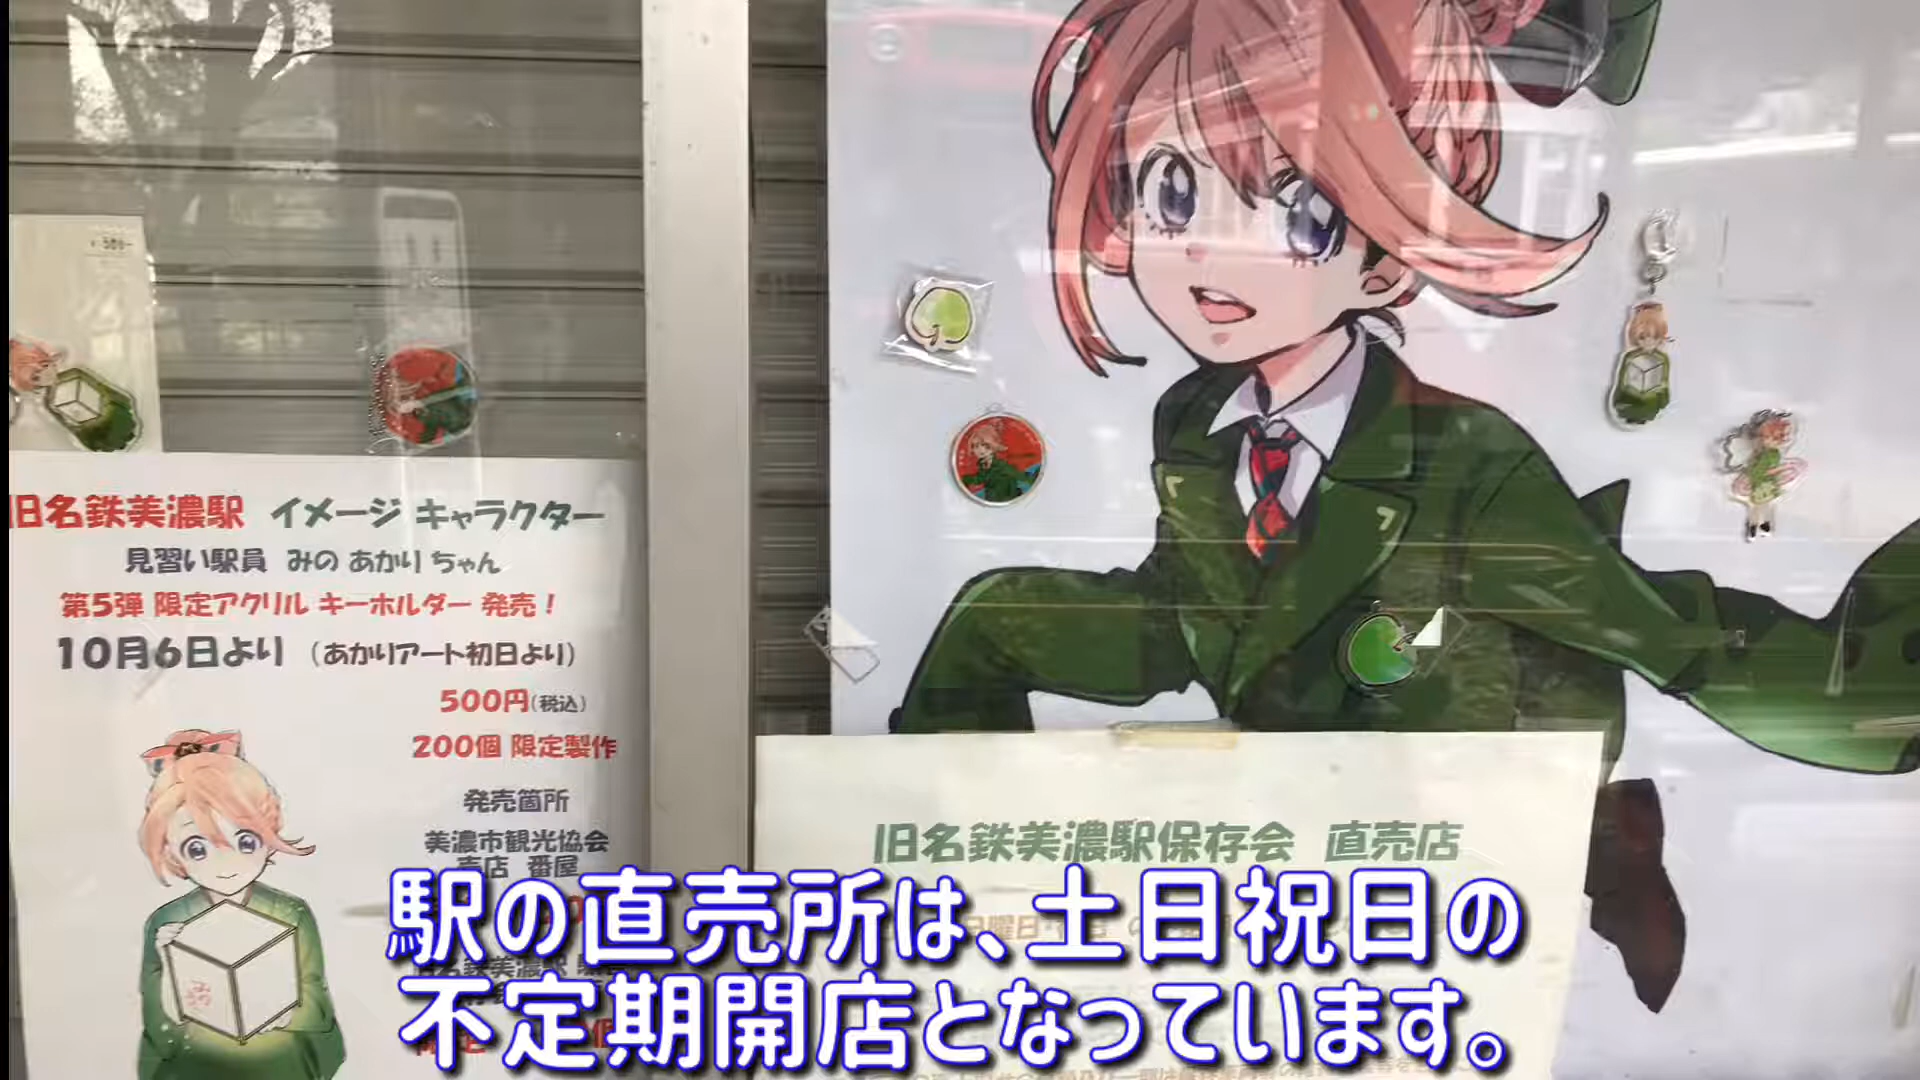 旧名鉄美濃駅 イメージ キャラクター
見習い駅員 みの あかり ちゃん
第5弾 限定アクリル キーホルダー 発売！
10月6日より (あかりアート初日より)
500円(税込)
200個 限定製作
発売箇所
美濃市観光協会
売店 番屋
旧名鉄美濃駅保存会 直売店
駅の直売所は、土日祝日の
不定期開店となっています。